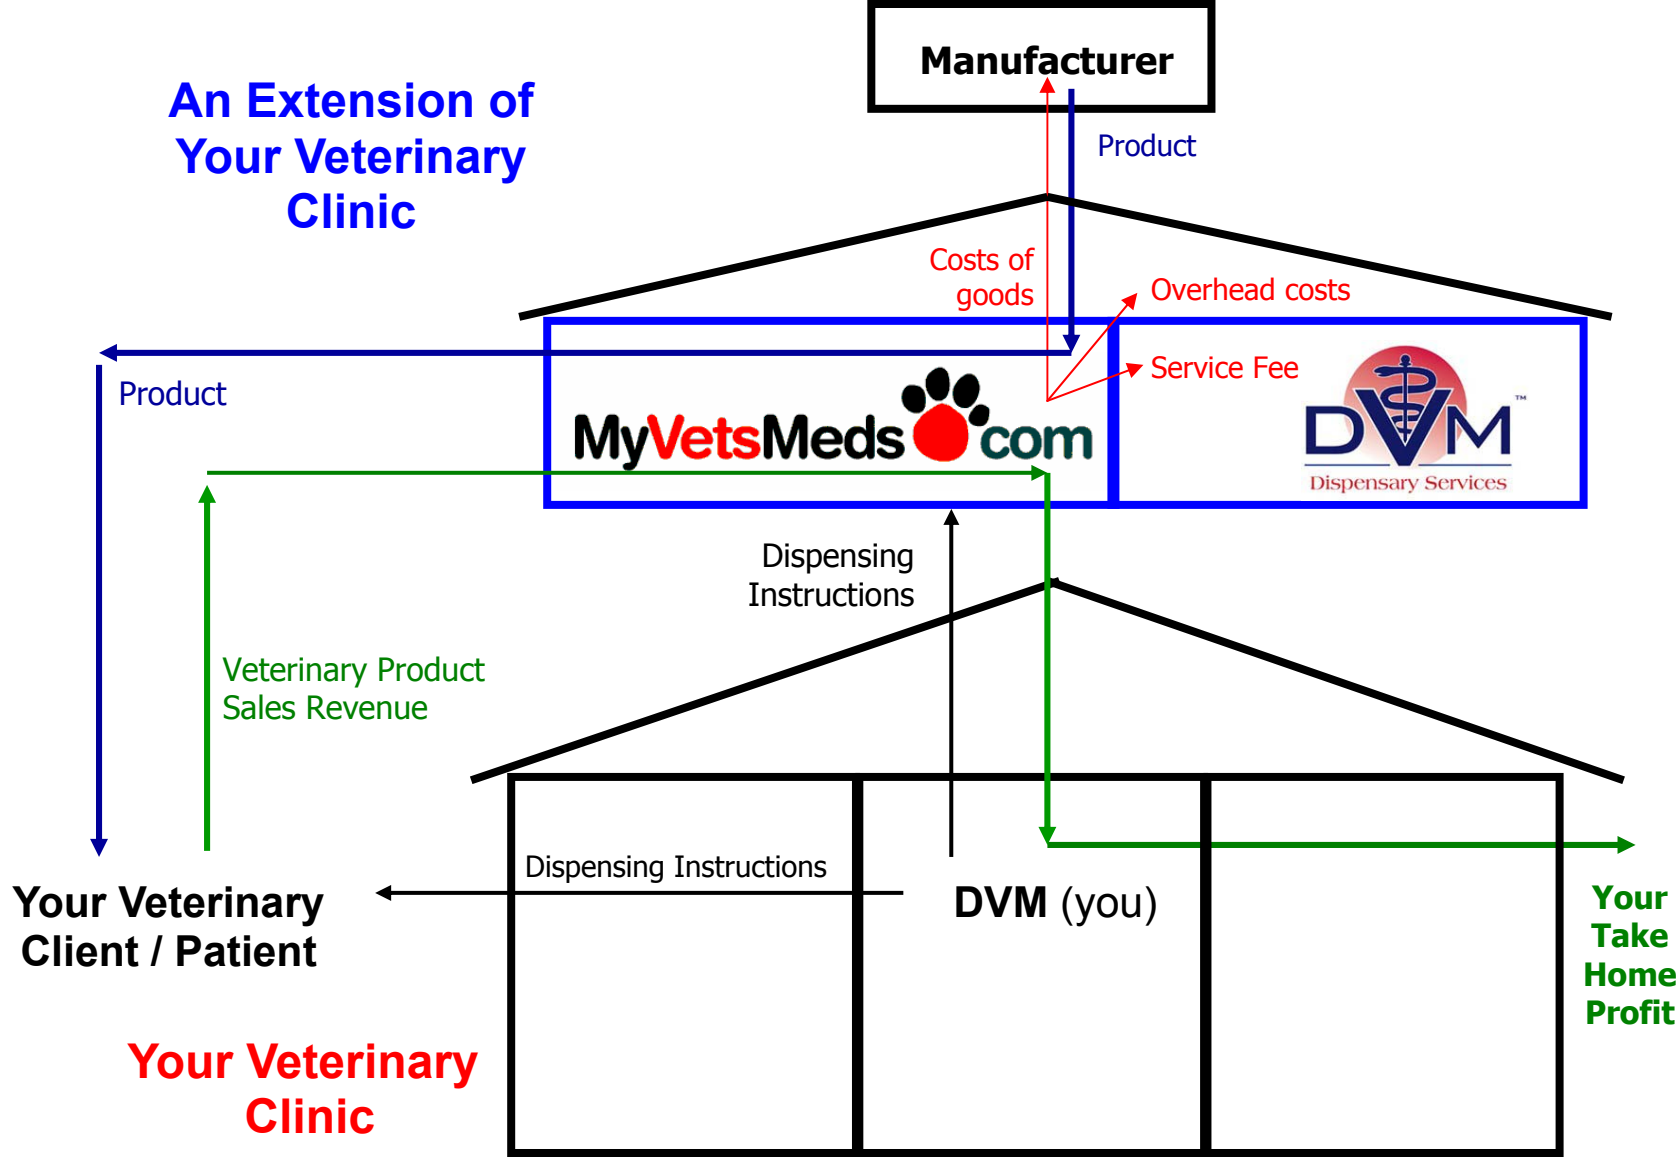 Manufacturer
An Extension of
Your Veterinary
Clinic
Product
Costs of
goods
Overhead costs
Service Fee
Product
MyVetsMeds com
DVM™
Dispensary Services
Dispensing
Instructions
Veterinary Product
Sales Revenue
Dispensing Instructions
Your Veterinary
Client / Patient
DVM (you)
Your
Take
Home
Profit
Your Veterinary
Clinic